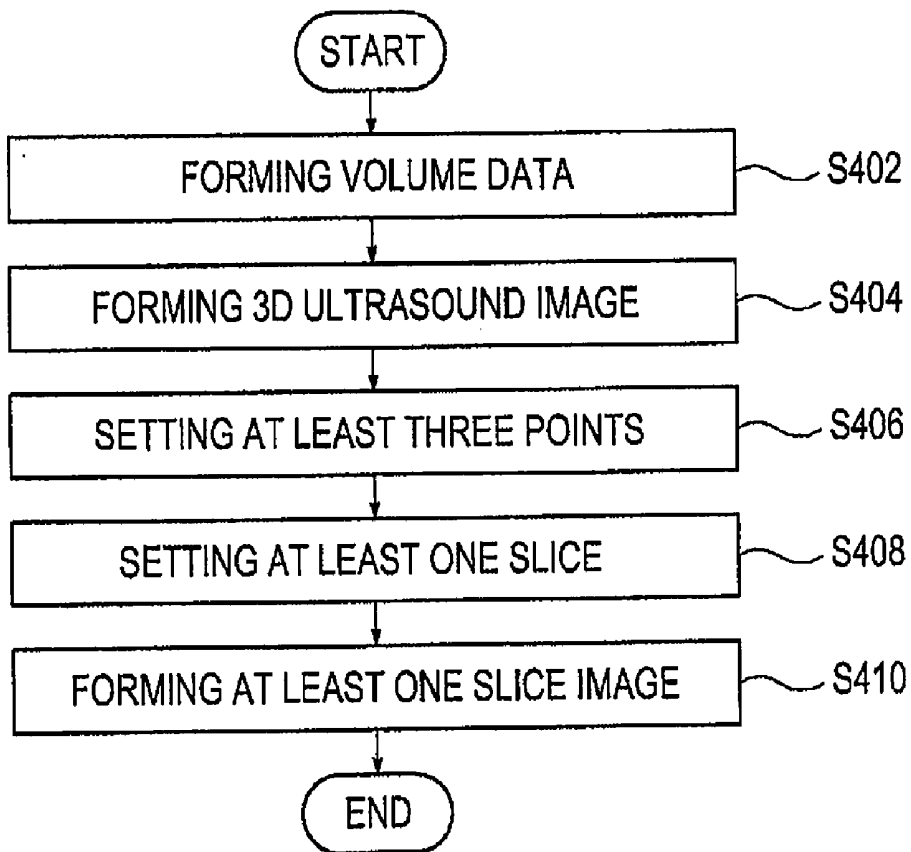 START
FORMING VOLUME DATA
S402
FORMING 3D ULTRASOUND IMAGE
S404
SETTING AT LEAST THREE POINTS
S406
SETTING AT LEAST ONE SLICE
S408
FORMING AT LEAST ONE SLICE IMAGE
S410
END